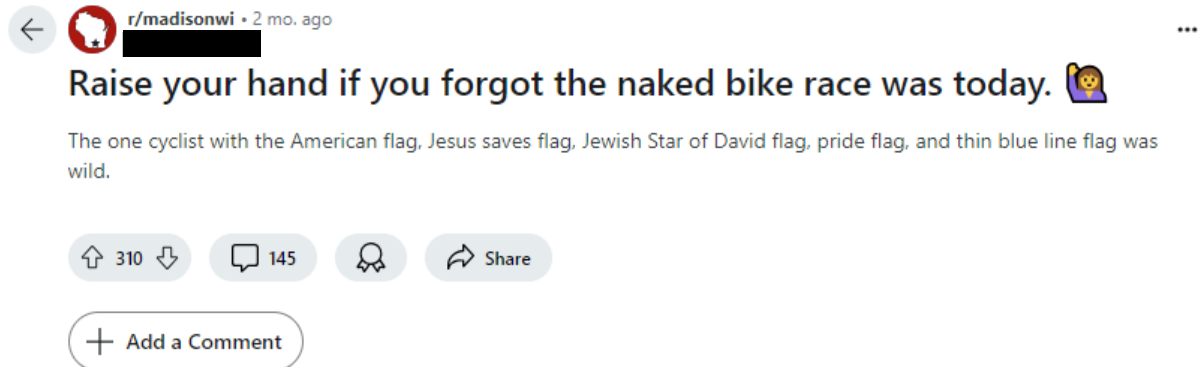 r/madisonwi • 2 mo. ago
Raise your hand if you forgot the naked bike race was today. 🙋‍♀️
The one cyclist with the American flag, Jesus saves flag, Jewish Star of David flag, pride flag, and thin blue line flag was
wild.
310
145
Share
Add a Comment